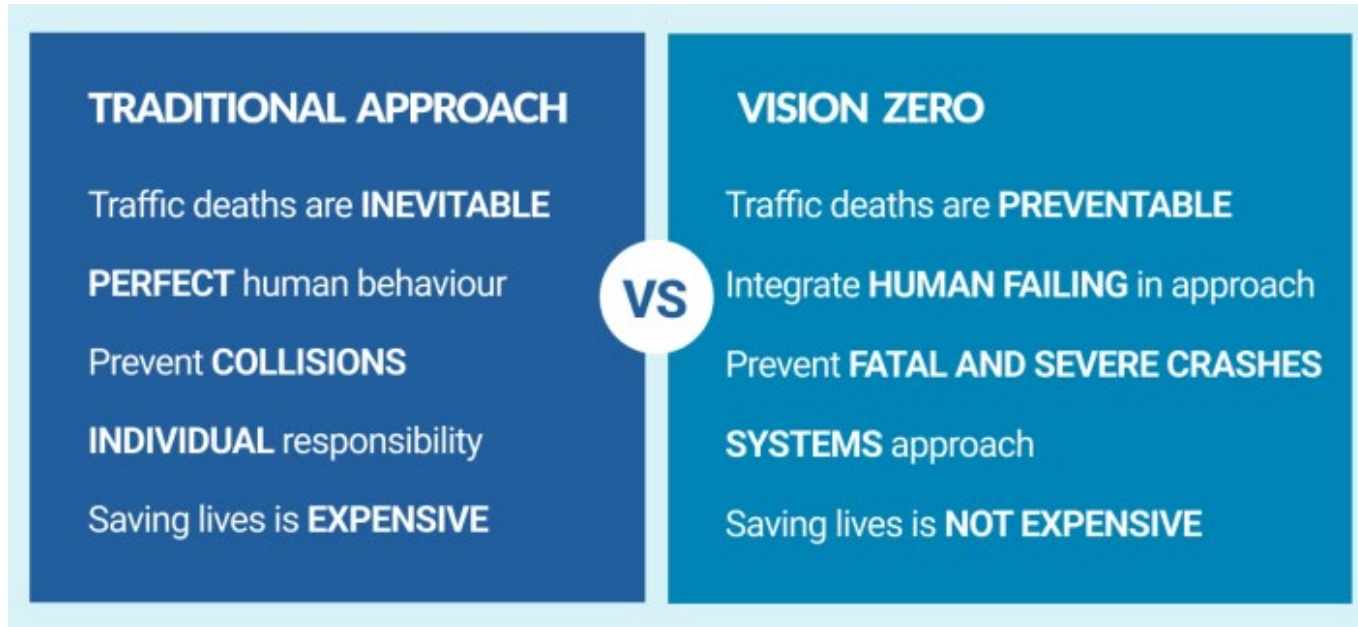 TRADITIONAL APPROACH
Traffic deaths are INEVITABLE
PERFECT human behaviour
Prevent COLLISIONS
INDIVIDUAL responsibility
Saving lives is EXPENSIVE
VS
VISION ZERO
Traffic deaths are PREVENTABLE
Integrate HUMAN FAILING in approach
Prevent FATAL AND SEVERE CRASHES
SYSTEMS approach
Saving lives is NOT EXPENSIVE